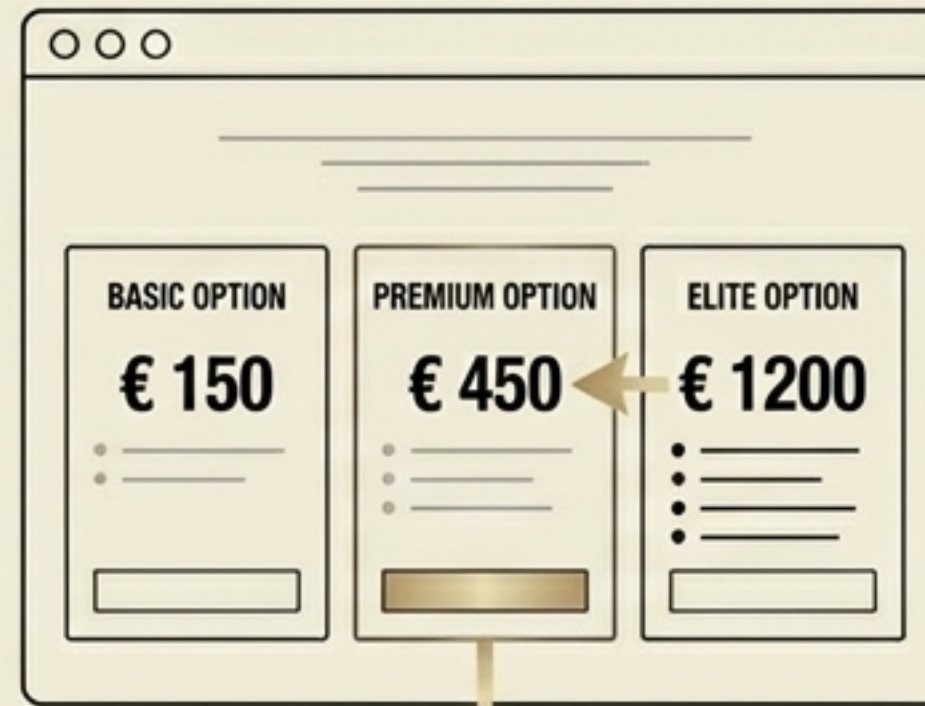 BASIC OPTION
€ 150
PREMIUM OPTION
€ 450
ELITE OPTION
€ 1200